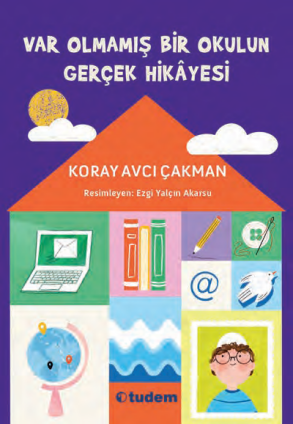 VAR OLMAMIŞ BİR OKULUN
GERÇEK HİKÂYESİ
KORAY AVCI ÇAKMAN
Resimleyen: Ezgi Yalçın Akarsu
@
tudem